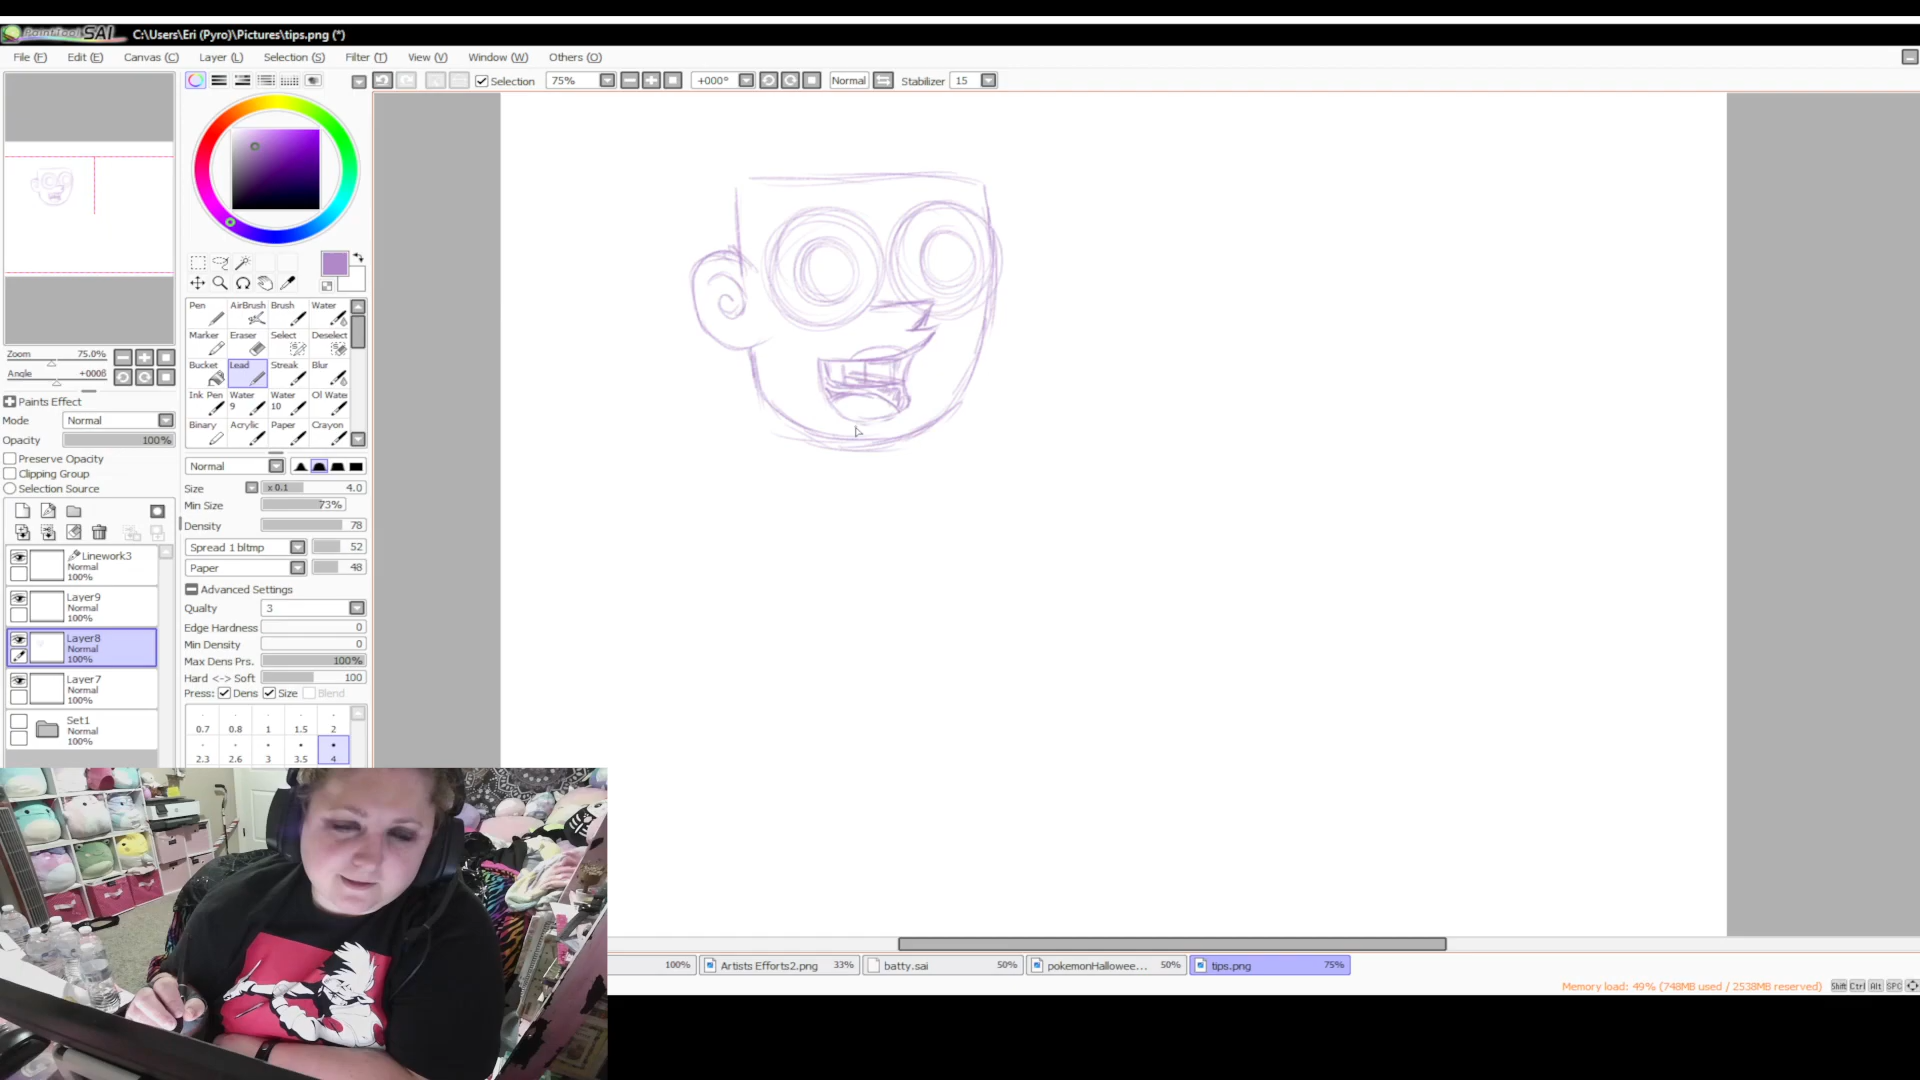 PaintTool SAI C:\Users\Eri (Pyro)\Pictures\tips.png (*)
File (F) Edit (E) Canvas (C) Layer (L) Selection (S) Filter (T) View (V) Window (W) Others (O)
Selection 75% +000° Normal Stabilizer 15
Zoom 75.0%
Angle +000ß
Paints Effect
Mode Normal
Opacity 100%
Preserve Opacity
Clipping Group
Selection Source
Linework3
Normal
100%
Layer9
Normal
100%
Layer8
Normal
100%
Layer7
Normal
100%
Set1
Normal
100%
Pen AirBrush Brush Water
Marker Eraser Select Deselect
Bucket Lead Streak Blur
Ink Pen Water 9 Water 10 Ol Wate
Binary Acrylic Paper Crayon
Normal
Size x 0.1 4.0
Min Size 73%
Density 78
Spread 1 bltmp 52
Paper 48
Advanced Settings
Qualty 3
Edge Hardness 0
Min Density 0
Max Dens Prs. 100%
Hard <-> Soft 100
Press: Dens Size Blend
0.7 0.8 1 1.5 2
2.3 2.6 3 3.5 4
100% Artists Efforts2.png 33% batty.sai 50% pokemonHallowee... 50% tips.png 75%
Memory load: 49% (748MB used / 2538MB reserved) Shift Ctrl Alt SPC